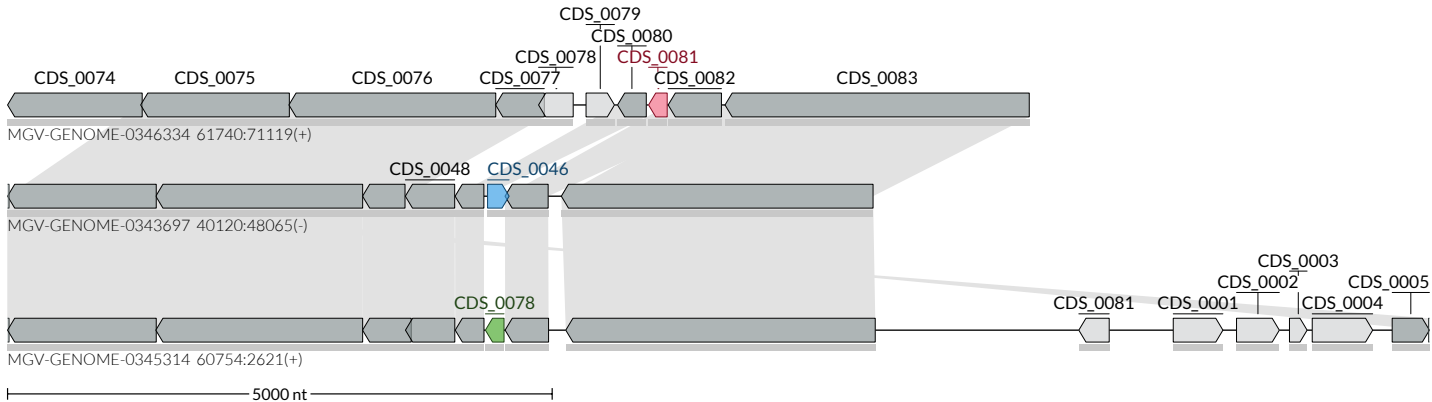 CDS_0079
CDS_0080
CDS_0078 CDS_0081
CDS_0074 CDS_0075 CDS_0076 CDS_0077 CDS_0082 CDS_0083
MGV-GENOME-0346334 61740:71119(+)
CDS_0048 CDS_0046
MGV-GENOME-0343697 40120:48065(-)
CDS_0003
CDS_0002 CDS_0005
CDS_0078 CDS_0081 CDS_0001 CDS_0004
MGV-GENOME-0345314 60754:2621(+)
5000 nt